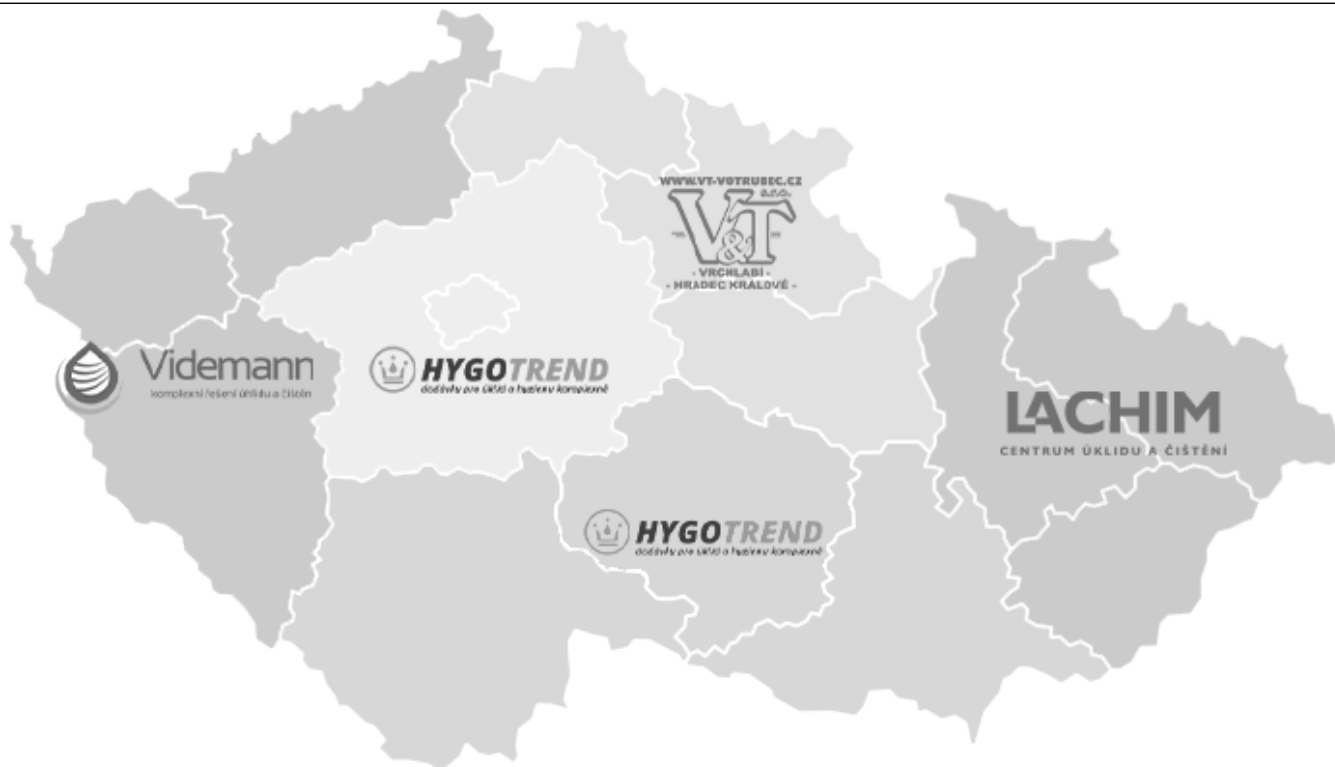 WWW.VT-VOTRUBEC.CZ
s.r.o.
V&T
- VRCHLABÍ -
- HRADEC KRÁLOVÉ -
Videmann
komplexní řešení úklidu a čištěn
HYGOTREND
dodávky pro úklid a hygienu komplexně
LACHIM
CENTRUM ÚKLIDU A ČIŠTĚNÍ
HYGOTREND
dodávky pro úklid a hygienu komplexně